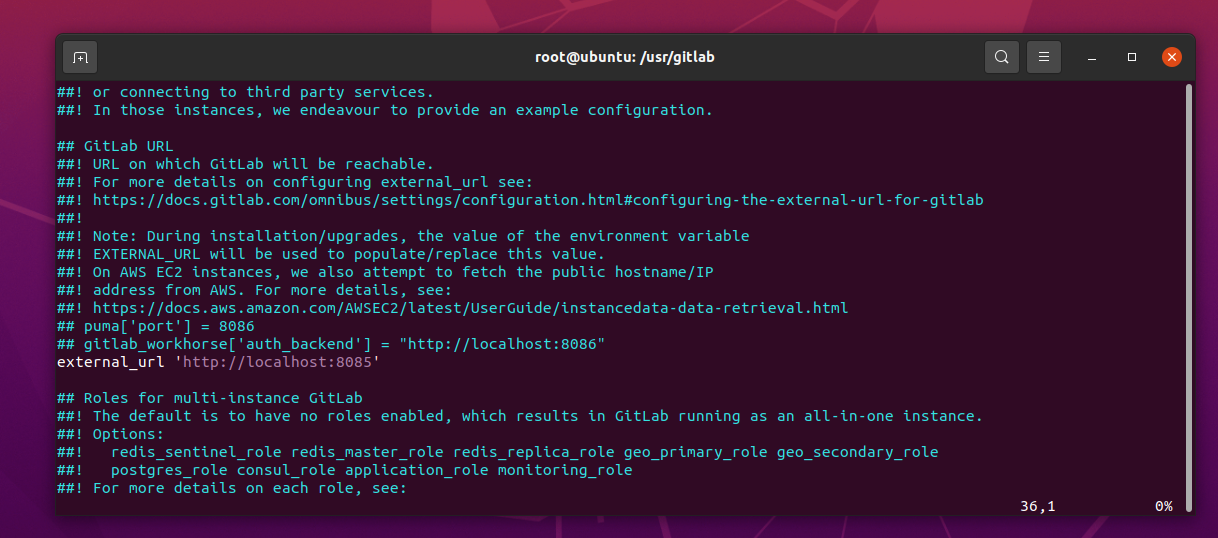 root@ubuntu: /usr/gitlab
##! or connecting to third party services.
##! In those instances, we endeavour to provide an example configuration.
## GitLab URL
##! URL on which GitLab will be reachable.
##! For more details on configuring external_url see:
##! https://docs.gitlab.com/omnibus/settings/configuration.html#configuring-the-external-url-for-gitlab
##!
##! Note: During installation/upgrades, the value of the environment variable
##! EXTERNAL_URL will be used to populate/replace this value.
##! On AWS EC2 instances, we also attempt to fetch the public hostname/IP
##! address from AWS. For more details, see:
##! https://docs.aws.amazon.com/AWSEC2/latest/UserGuide/instancedata-data-retrieval.html
## puma['port'] = 8086
## gitlab_workhorse['auth_backend'] = "http://localhost:8086"
external_url 'http://localhost:8085'
## Roles for multi-instance GitLab
##! The default is to have no roles enabled, which results in GitLab running as an all-in-one instance.
##! Options:
##!   redis_sentinel_role redis_master_role redis_replica_role geo_primary_role geo_secondary_role
##!   postgres_role consul_role application_role monitoring_role
##! For more details on each role, see:
36,1 0%